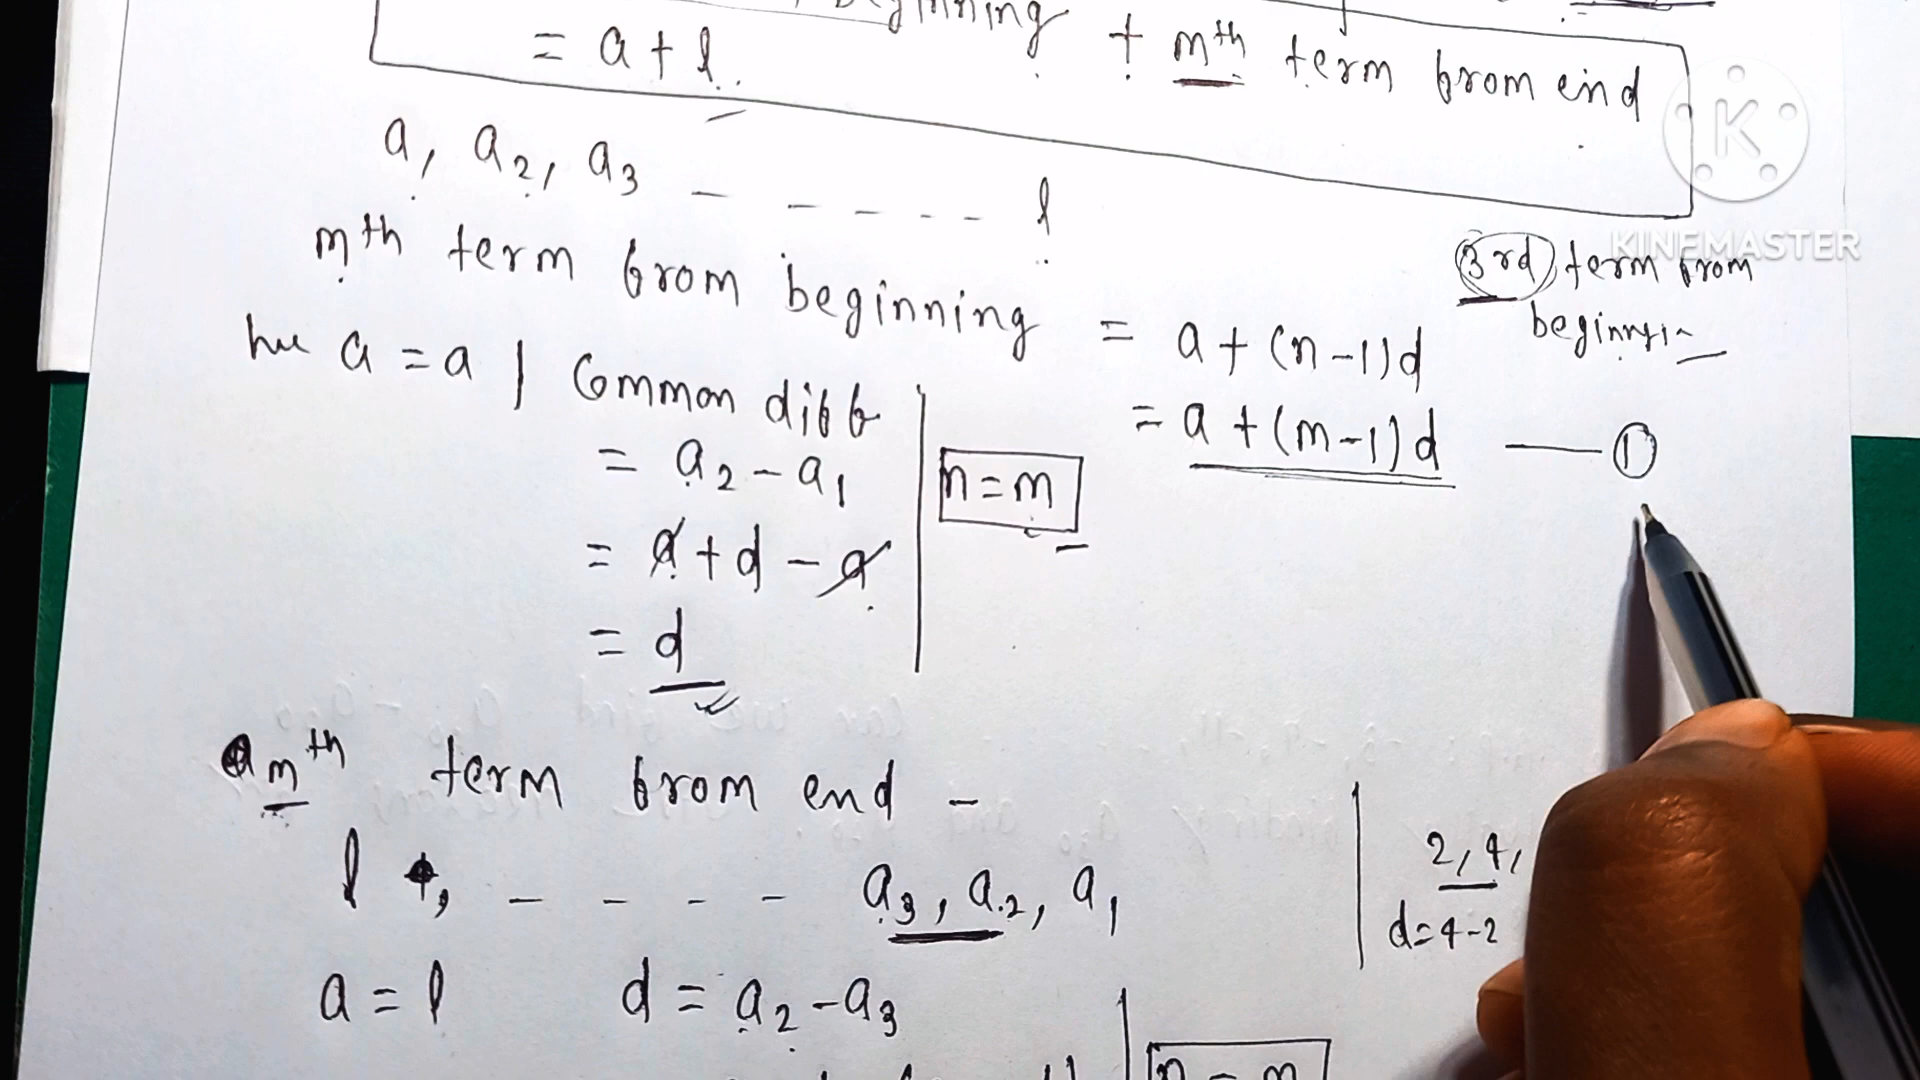 beginning + mth term from end
= a + l.
a, a2, a3 _ _ _ _ _ l
KINEMASTER
3rd term from
beginning
mth term from beginning = a + (n-1)d
a = a | Common diff
= a + (m-1)d —— ①
= a2 - a1
n = m
= a + d - a
= d
mth term from end -
l , - - - - a3, a2, a1
2, 4,
d = 4-2
a = l d = a2 - a3
n = m